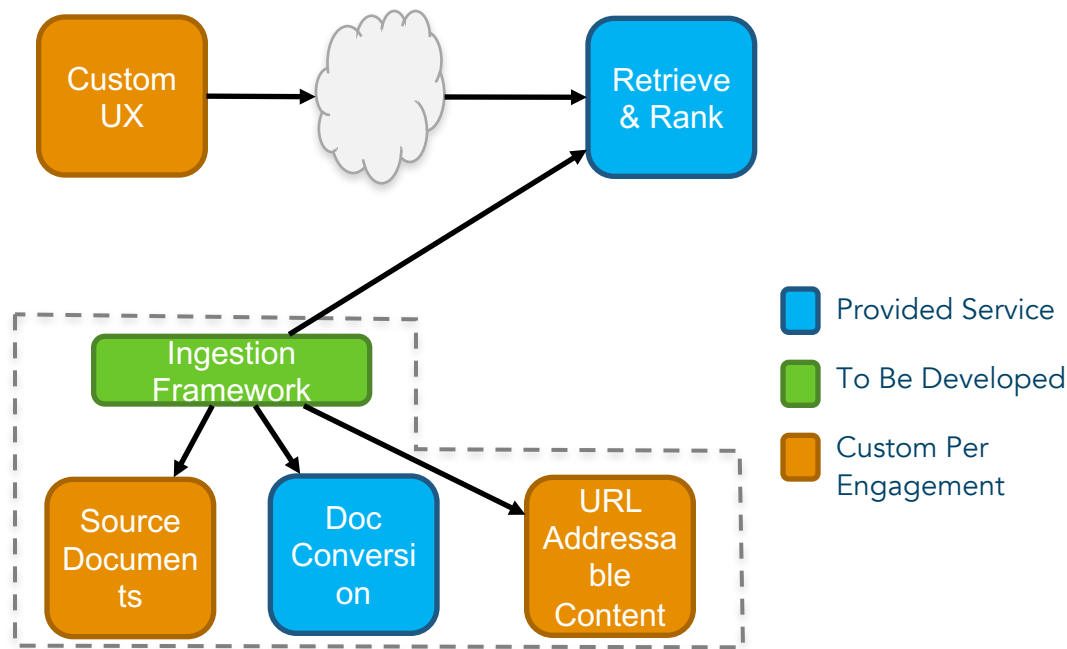 Custom
UX
Retrieve
& Rank
Ingestion
Framework
Source
Documen
ts
Doc
Conversi
on
URL
Addressa
ble
Content
Provided Service
To Be Developed
Custom Per
Engagement